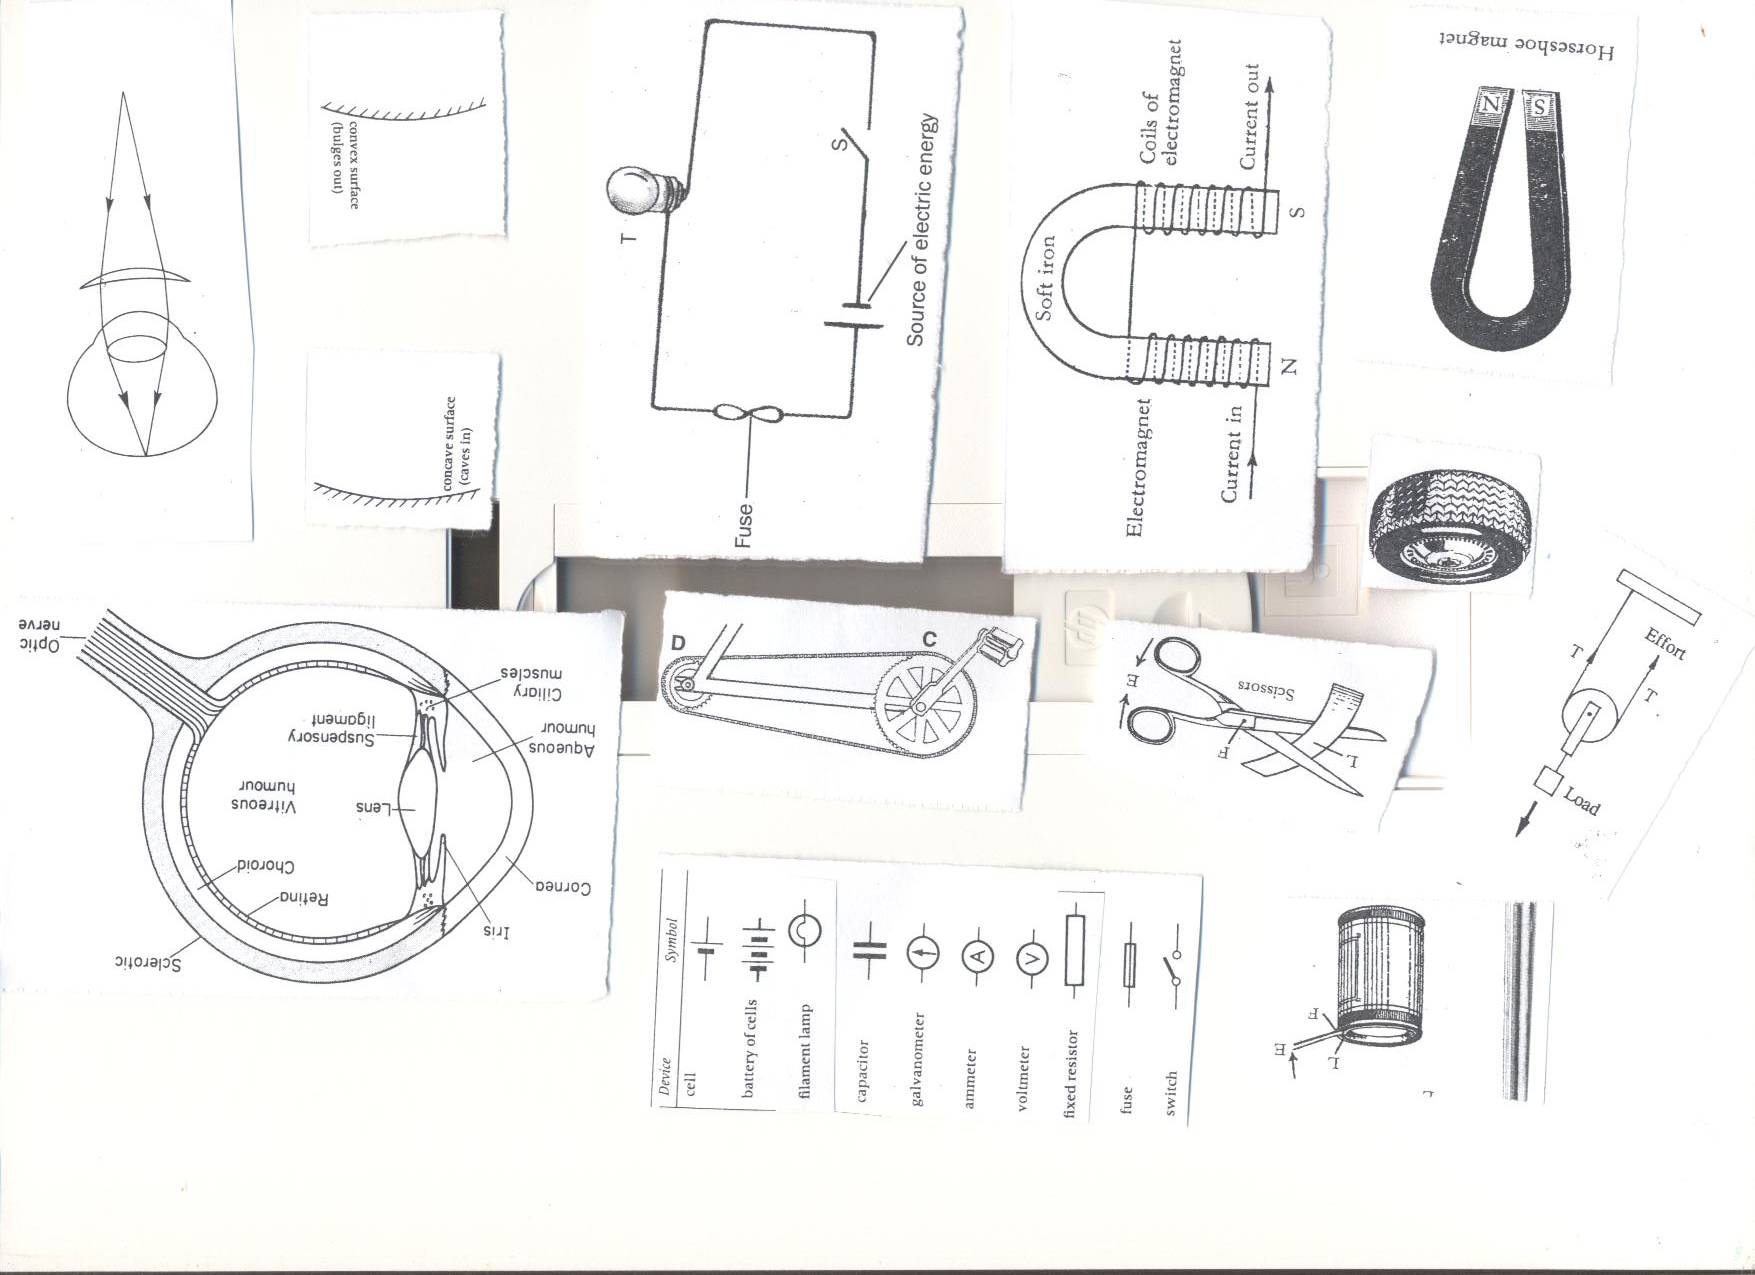 convex surface
(bulges out)
concave surface
(caves in)
T
S
Source of electric energy
Fuse
Soft iron
Coils of
electromagnet
Current out
S
N
Electromagnet
Current in
Horseshoe magnet
N
S
Optic
nerve
Ciliary
muscles
Suspensory
ligament
Aqueous
humour
Vitreous
humour
Lens
Choroid
Retina
Cornea
Iris
Sclerotic
D
C
hp
E
Scissors
F
L
T
Effort
T
Load
Device Symbol
cell
battery of cells
filament lamp
capacitor
galvanometer
ammeter
A
voltmeter
V
fixed resistor
fuse
switch
E
F
L